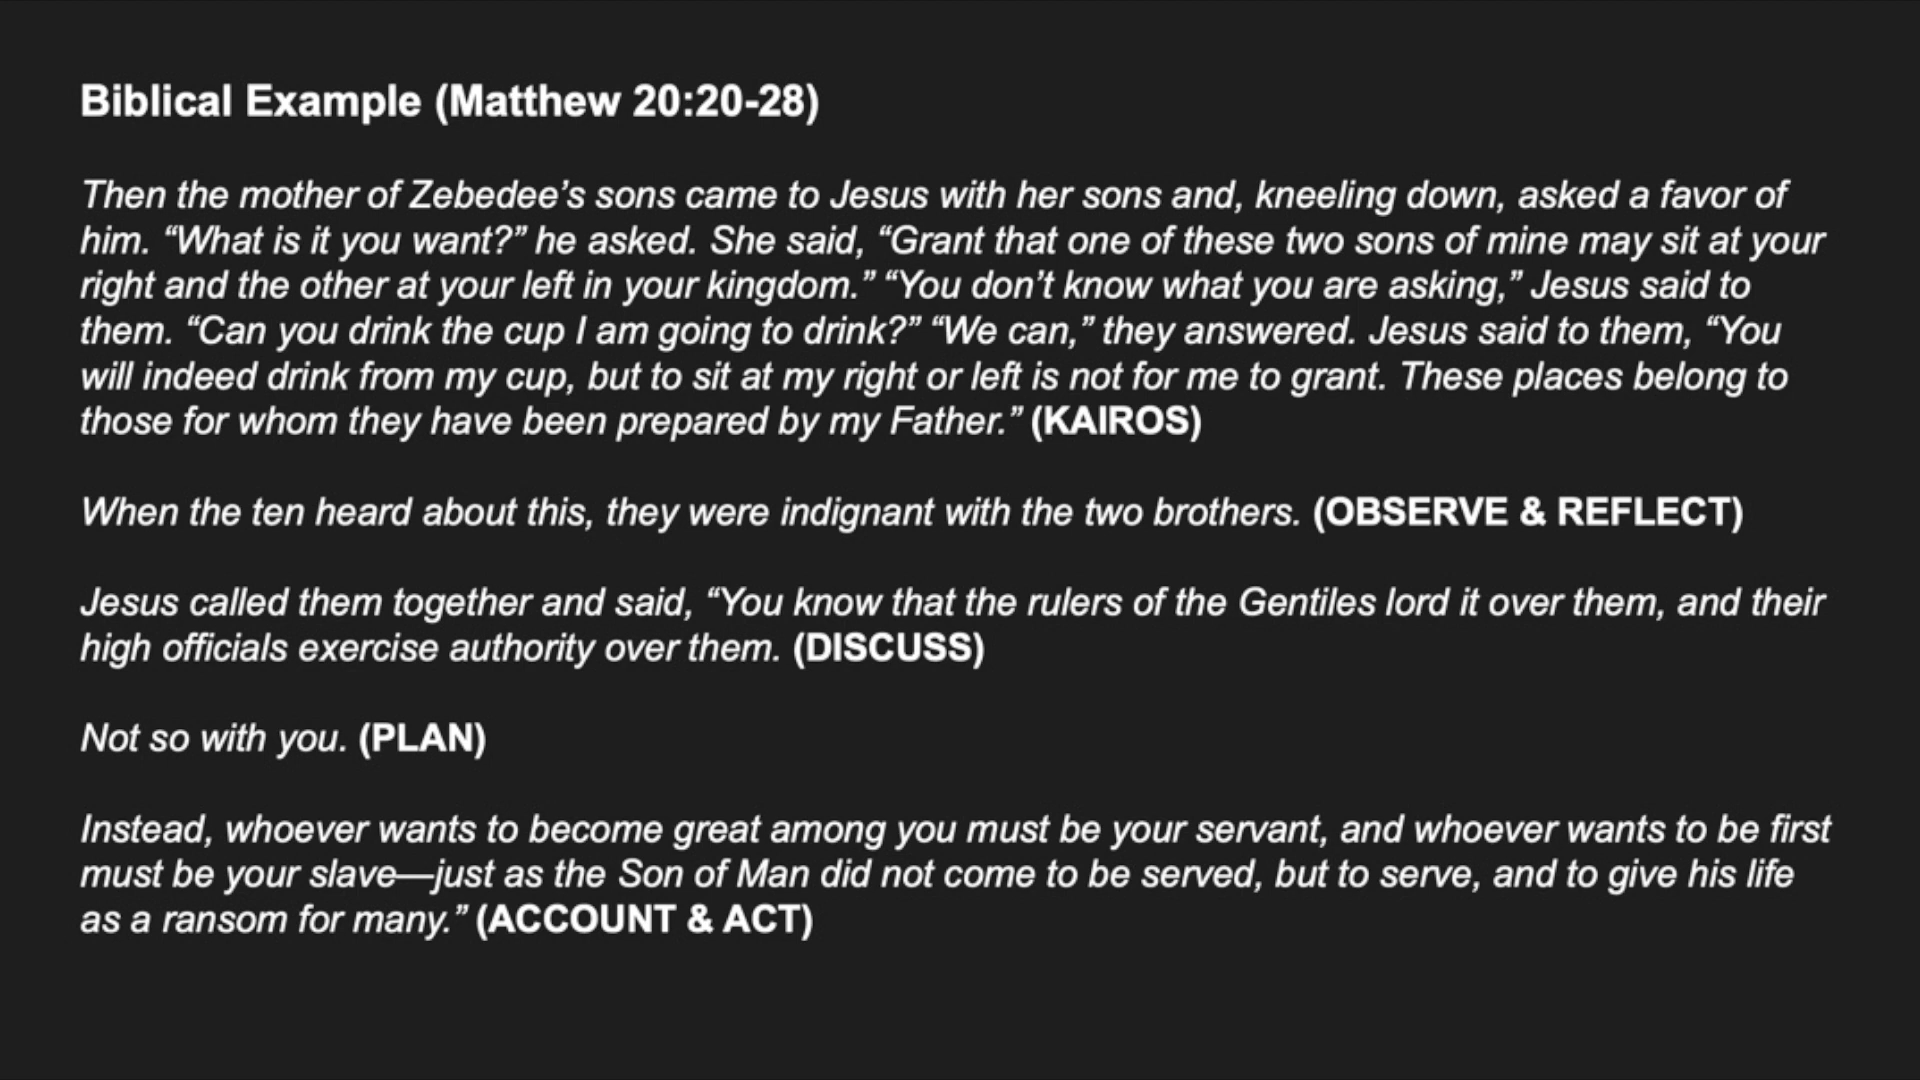 Biblical Example (Matthew 20:20-28)
Then the mother of Zebedee’s sons came to Jesus with her sons and, kneeling down, asked a favor of
him. “What is it you want?” he asked. She said, “Grant that one of these two sons of mine may sit at your
right and the other at your left in your kingdom.” “You don’t know what you are asking,” Jesus said to
them. “Can you drink the cup I am going to drink?” “We can,” they answered. Jesus said to them, “You
will indeed drink from my cup, but to sit at my right or left is not for me to grant. These places belong to
those for whom they have been prepared by my Father.” (KAIROS)
When the ten heard about this, they were indignant with the two brothers. (OBSERVE & REFLECT)
Jesus called them together and said, “You know that the rulers of the Gentiles lord it over them, and their
high officials exercise authority over them. (DISCUSS)
Not so with you. (PLAN)
Instead, whoever wants to become great among you must be your servant, and whoever wants to be first
must be your slave—just as the Son of Man did not come to be served, but to serve, and to give his life
as a ransom for many.” (ACCOUNT & ACT)